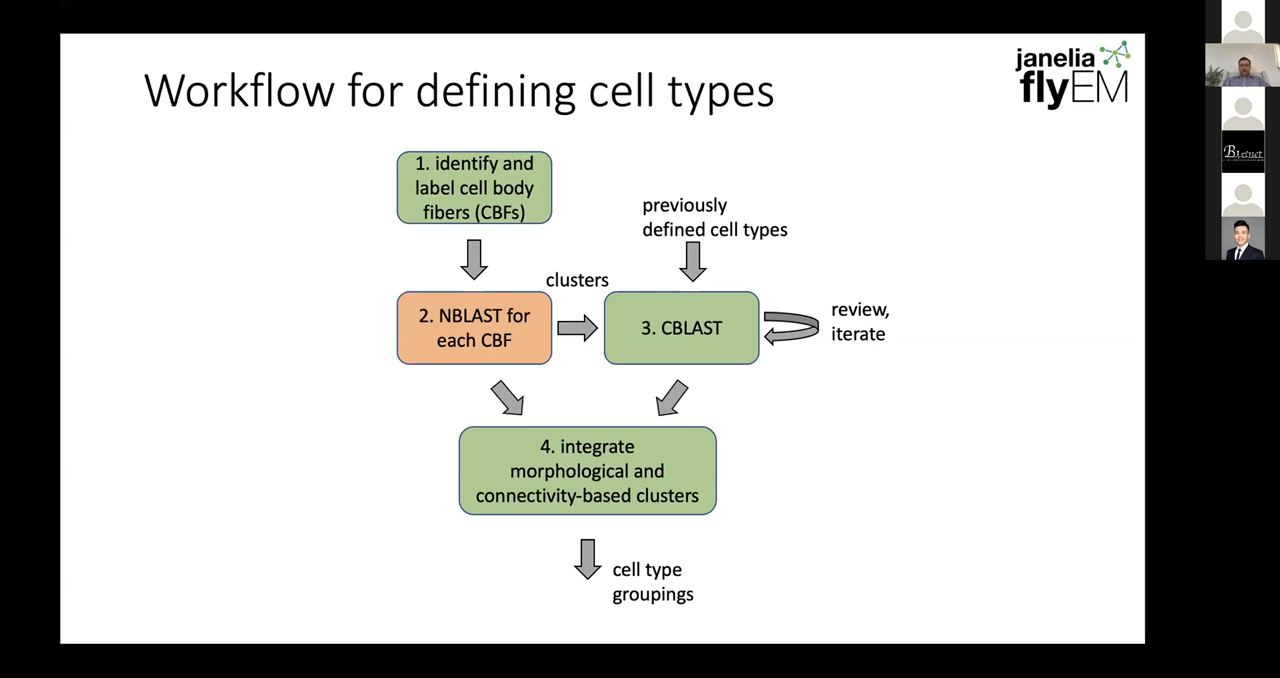 Workflow for defining cell types
janelia
flyEM
1. identify and
label cell body
fibers (CBFs)
previously
defined cell types
clusters
2. NBLAST for
each CBF
3. CBLAST
review,
iterate
4. integrate
morphological and
connectivity-based clusters
cell type
groupings